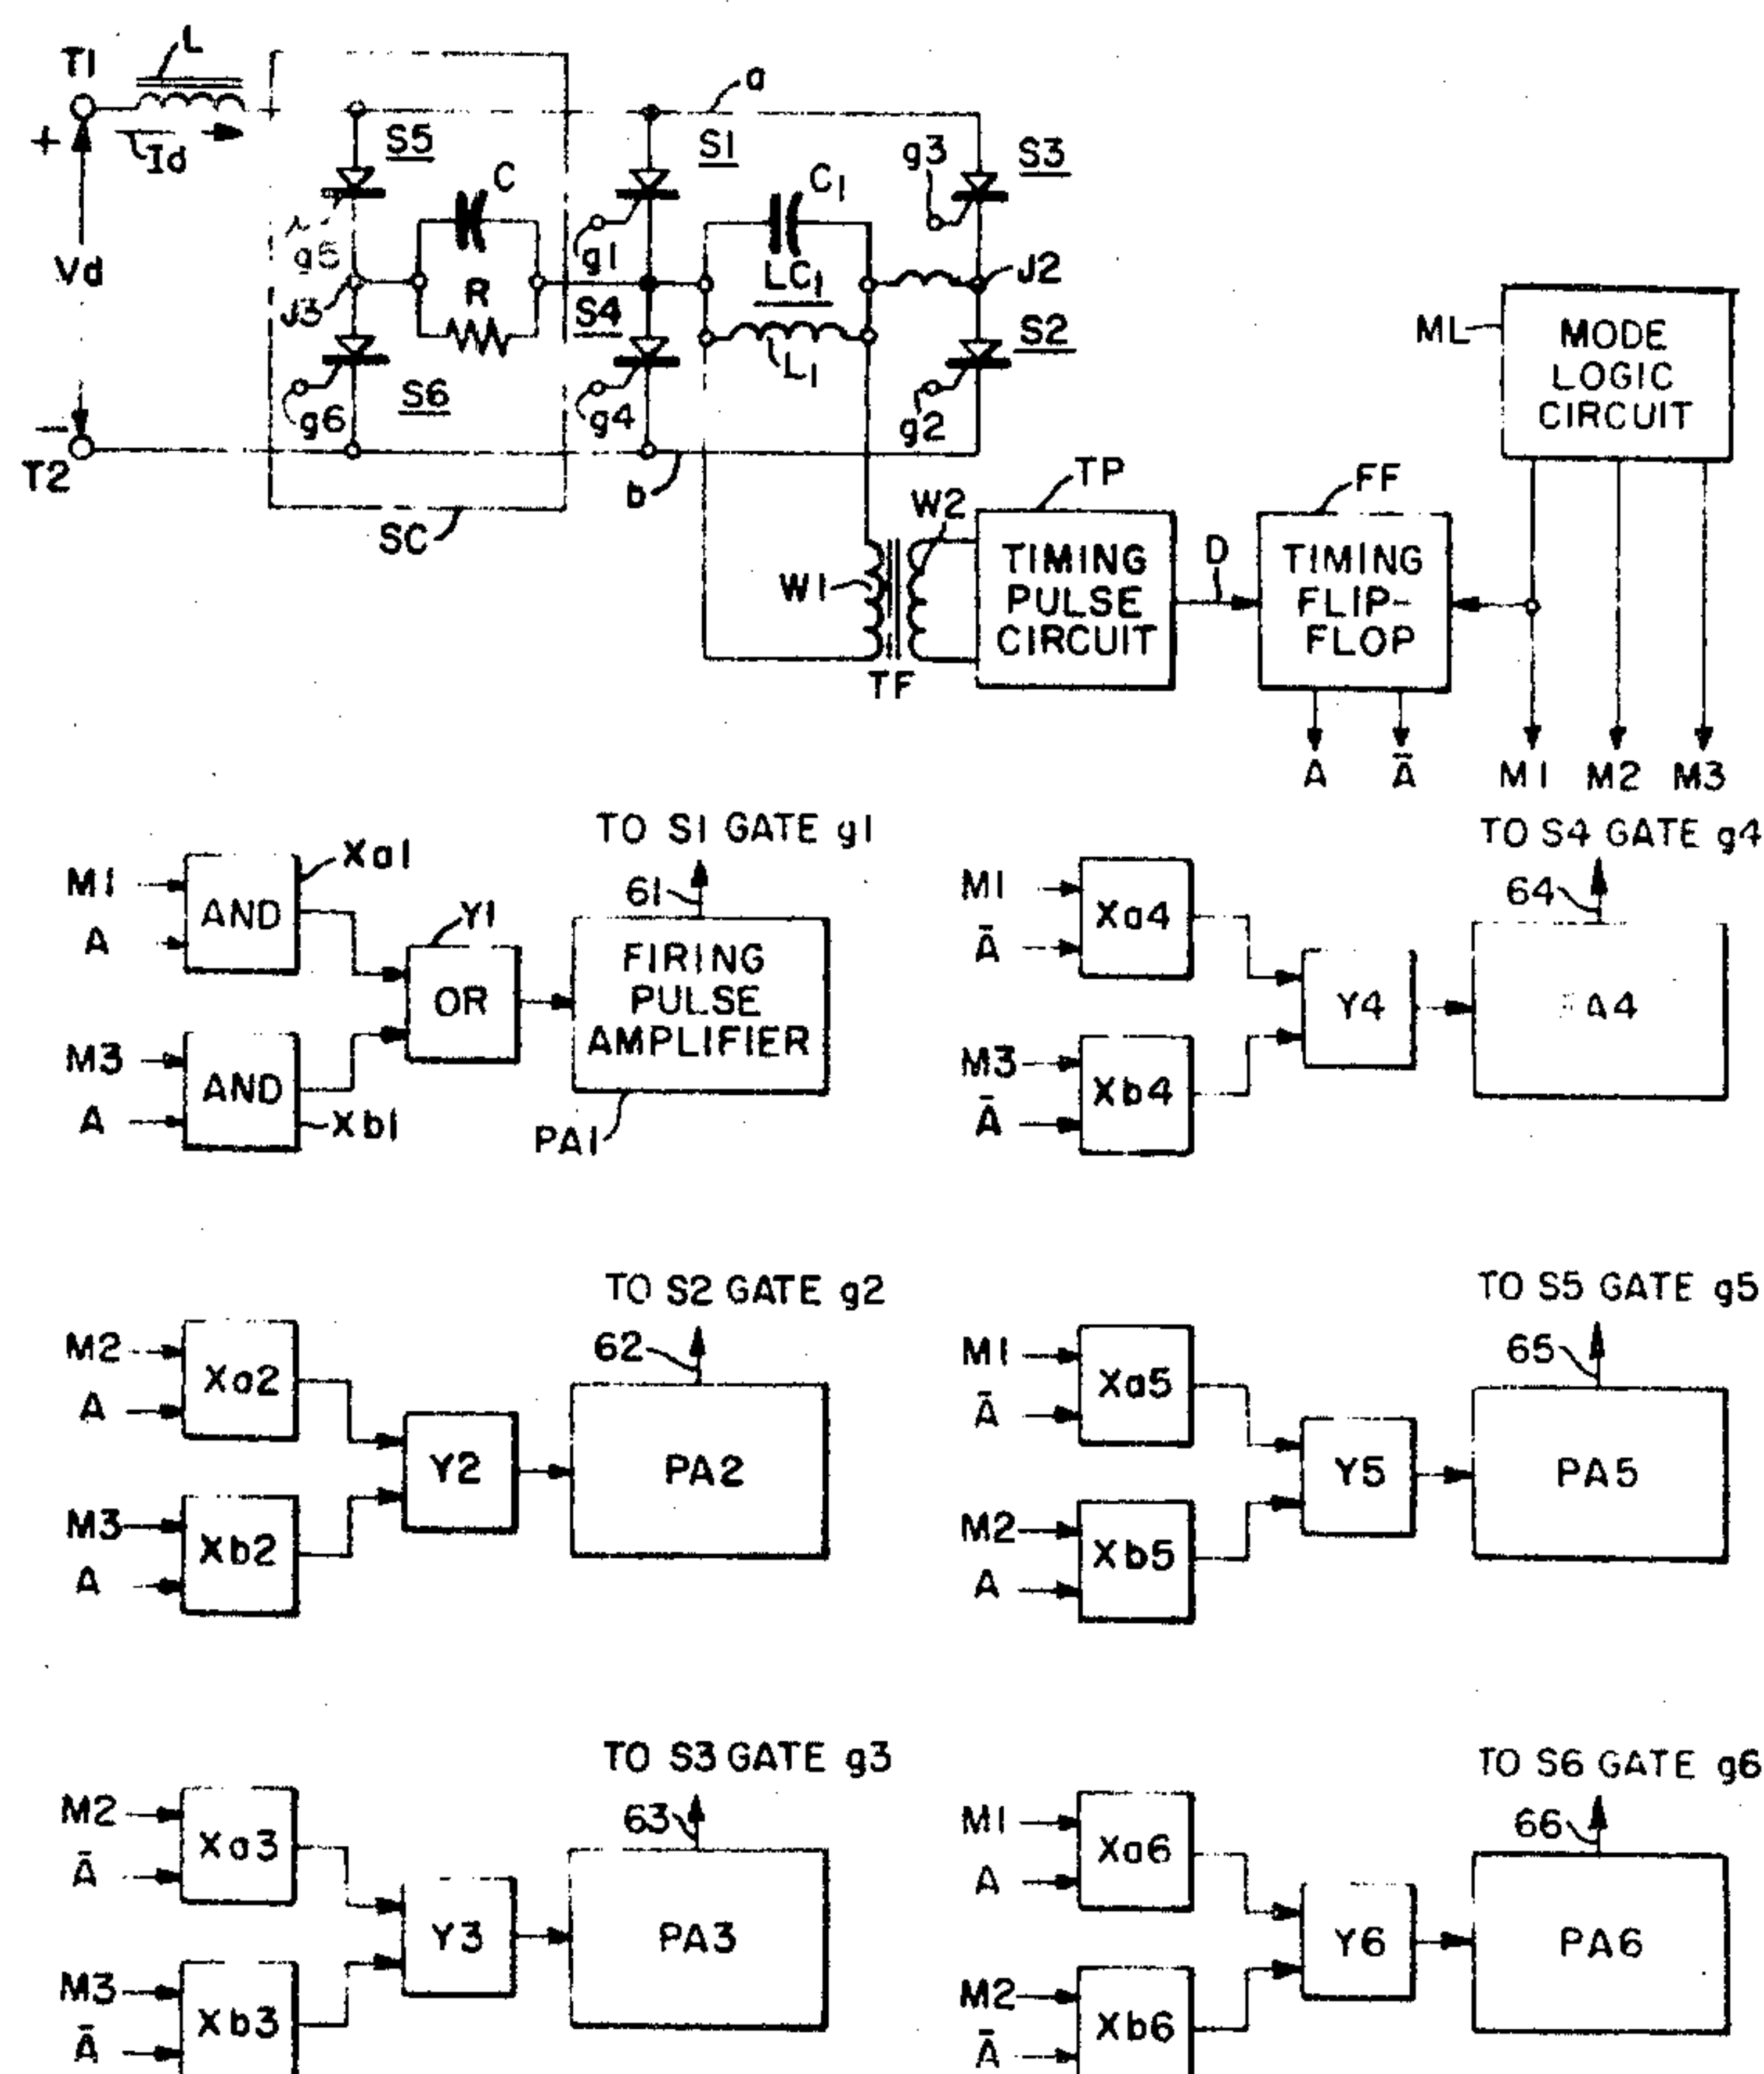 T1
L
a
+
Id
S5
S1
g3
S3
C
C1
g5
g1
Vd
J3
R
S4
LC1
J2
L1
S2
g6
S6
g4
g2
−
T2
b
SC
ML
MODE
LOGIC
CIRCUIT
TP
FF
W2
W1
TF
TIMING
PULSE
CIRCUIT
D
TIMING
FLIP-
FLOP
A
Ā
M1
M2
M3
TO S1 GATE g1
M1
A
AND
Xa1
Y1
OR
61
FIRING
PULSE
AMPLIFIER
M3
A
AND
Xb1
PA1
TO S4 GATE g4
M1
Ā
Xa4
64
Y4
A4
M3
Ā
Xb4
TO S2 GATE g2
M2
A
Xa2
62
Y2
PA2
M3
A
Xb2
TO S5 GATE g5
M1
Ā
Xa5
65
Y5
PA5
M2
A
Xb5
TO S3 GATE g3
M2
Ā
Xa3
63
Y3
PA3
M3
Ā
Xb3
TO S6 GATE g6
M1
A
Xa6
66
Y6
PA6
M2
Ā
Xb6